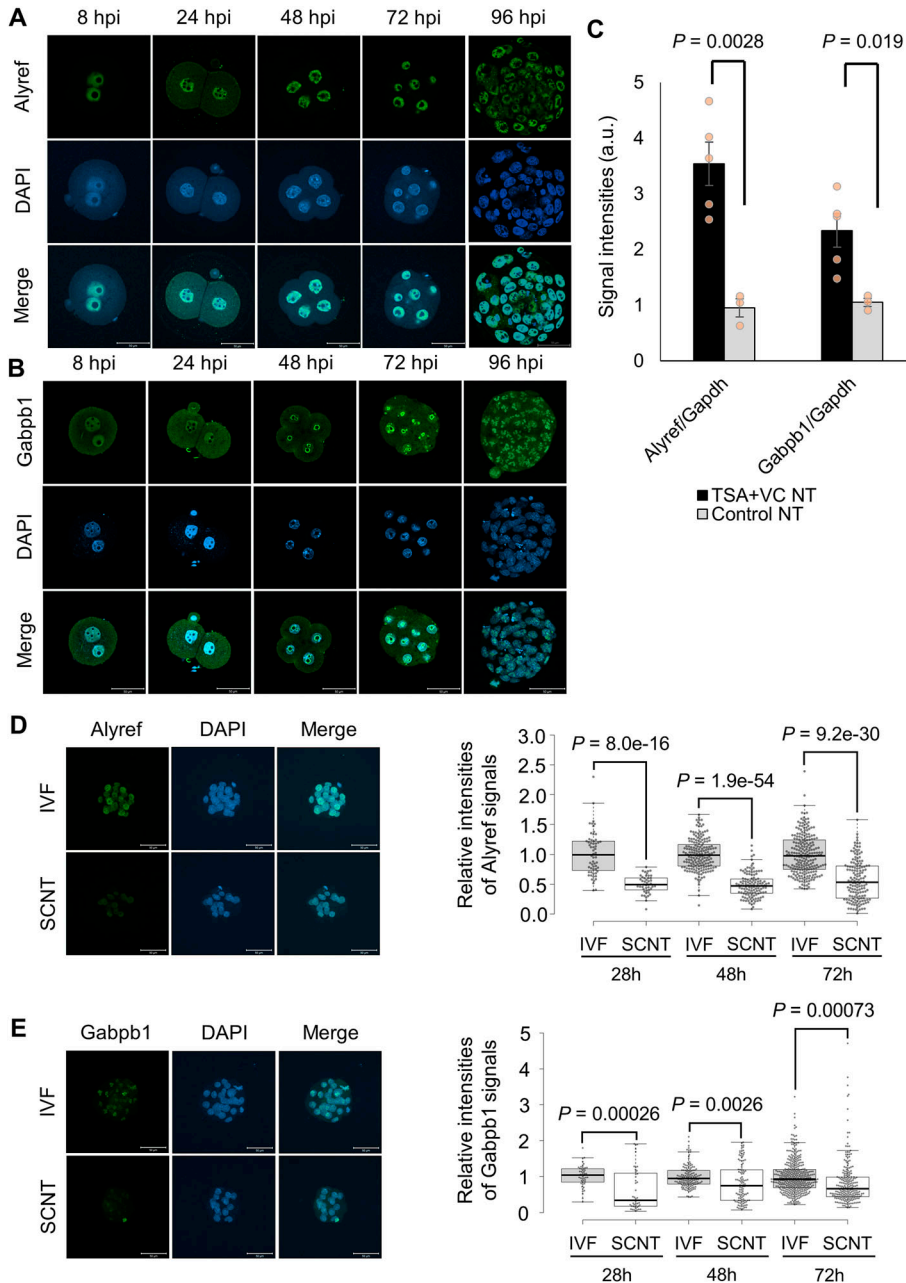 A
8 hpi 24 hpi 48 hpi 72 hpi 96 hpi
Alyref
DAPI
Merge
B
8 hpi 24 hpi 48 hpi 72 hpi 96 hpi
Gabpb1
DAPI
Merge
C
P = 0.0028 P = 0.019
Signal intensities (a.u.)
5
4
3
2
1
0
Alyref/Gapdh
Gabpb1/Gapdh
TSA+VC NT
Control NT
D
Alyref DAPI Merge
IVF
SCNT
Relative intensities
of Alyref signals
3.0
2.5
2.0
1.5
1.0
0.5
0.0
P = 8.0e-16
P = 1.9e-54
P = 9.2e-30
IVF SCNT IVF SCNT IVF SCNT
28h 48h 72h
E
Gabpb1 DAPI Merge
IVF
SCNT
Relative intensities
of Gabpb1 signals
5
4
3
2
1
0
P = 0.00026
P = 0.0026
P = 0.00073
IVF SCNT IVF SCNT IVF SCNT
28h 48h 72h